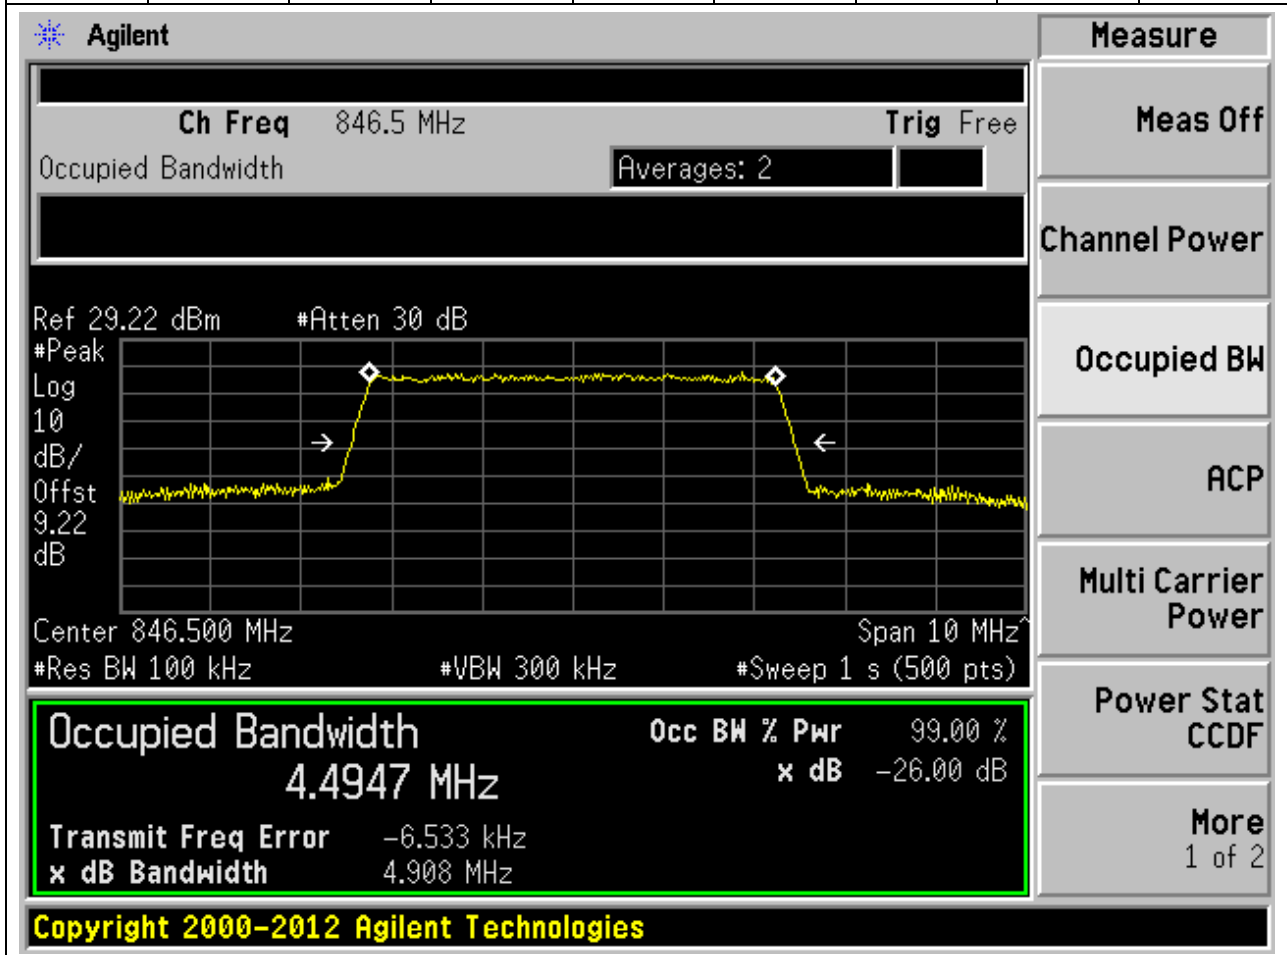 Agilent
Measure
Ch Freq 846.5 MHz Trig Free
Meas Off
Occupied Bandwidth Averages: 2
Channel Power
Ref 29.22 dBm #Atten 30 dB
#Peak
Log
10
dB/
Offst
9.22
dB
Occupied BW
ACP
Multi Carrier
Power
Center 846.500 MHz Span 10 MHz^
#Res BW 100 kHz #VBW 300 kHz #Sweep 1 s (500 pts)
Power Stat
CCDF
Occupied Bandwidth Occ BW % Pwr 99.00 %
4.4947 MHz x dB -26.00 dB
Transmit Freq Error -6.533 kHz
x dB Bandwidth 4.908 MHz
More
1 of 2
Copyright 2000-2012 Agilent Technologies